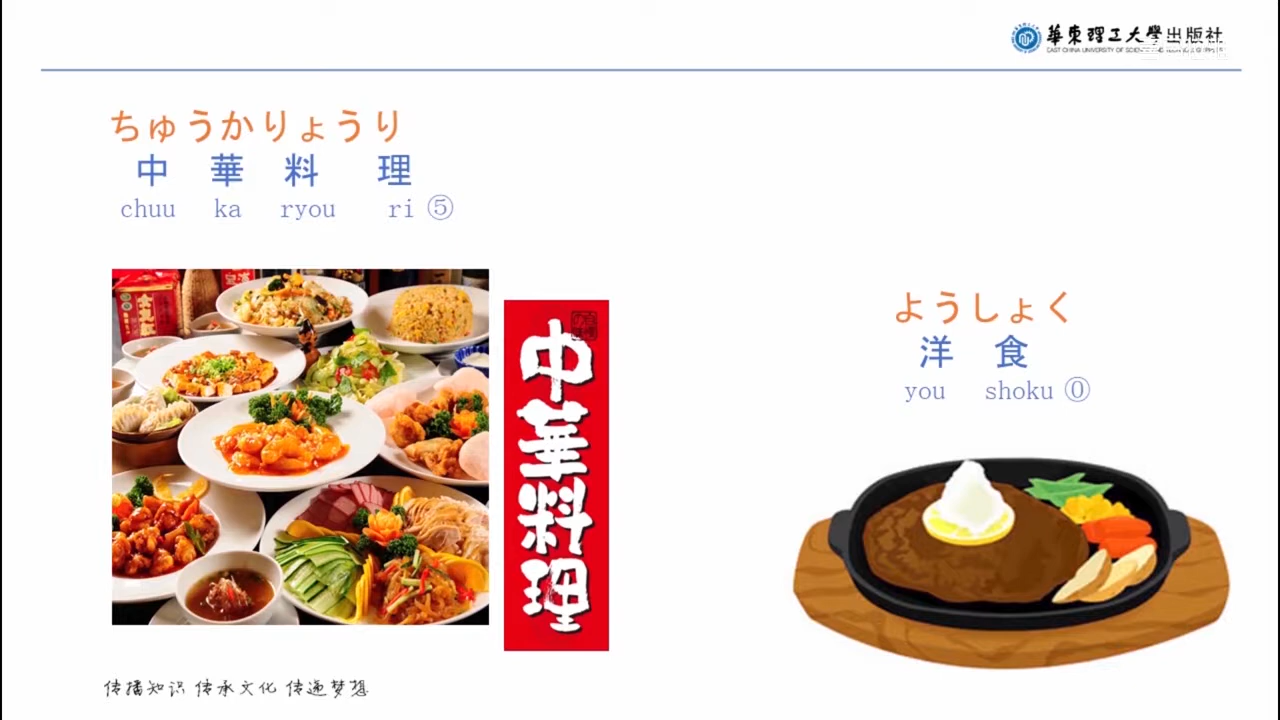 華東理工大學出版社
ちゅうかりょうり
中 華 料 理
chuu ka ryou ri ⑤
中華料理
ようしょく
洋 食
you shoku ⓪
传播知识 传承文化 传递梦想